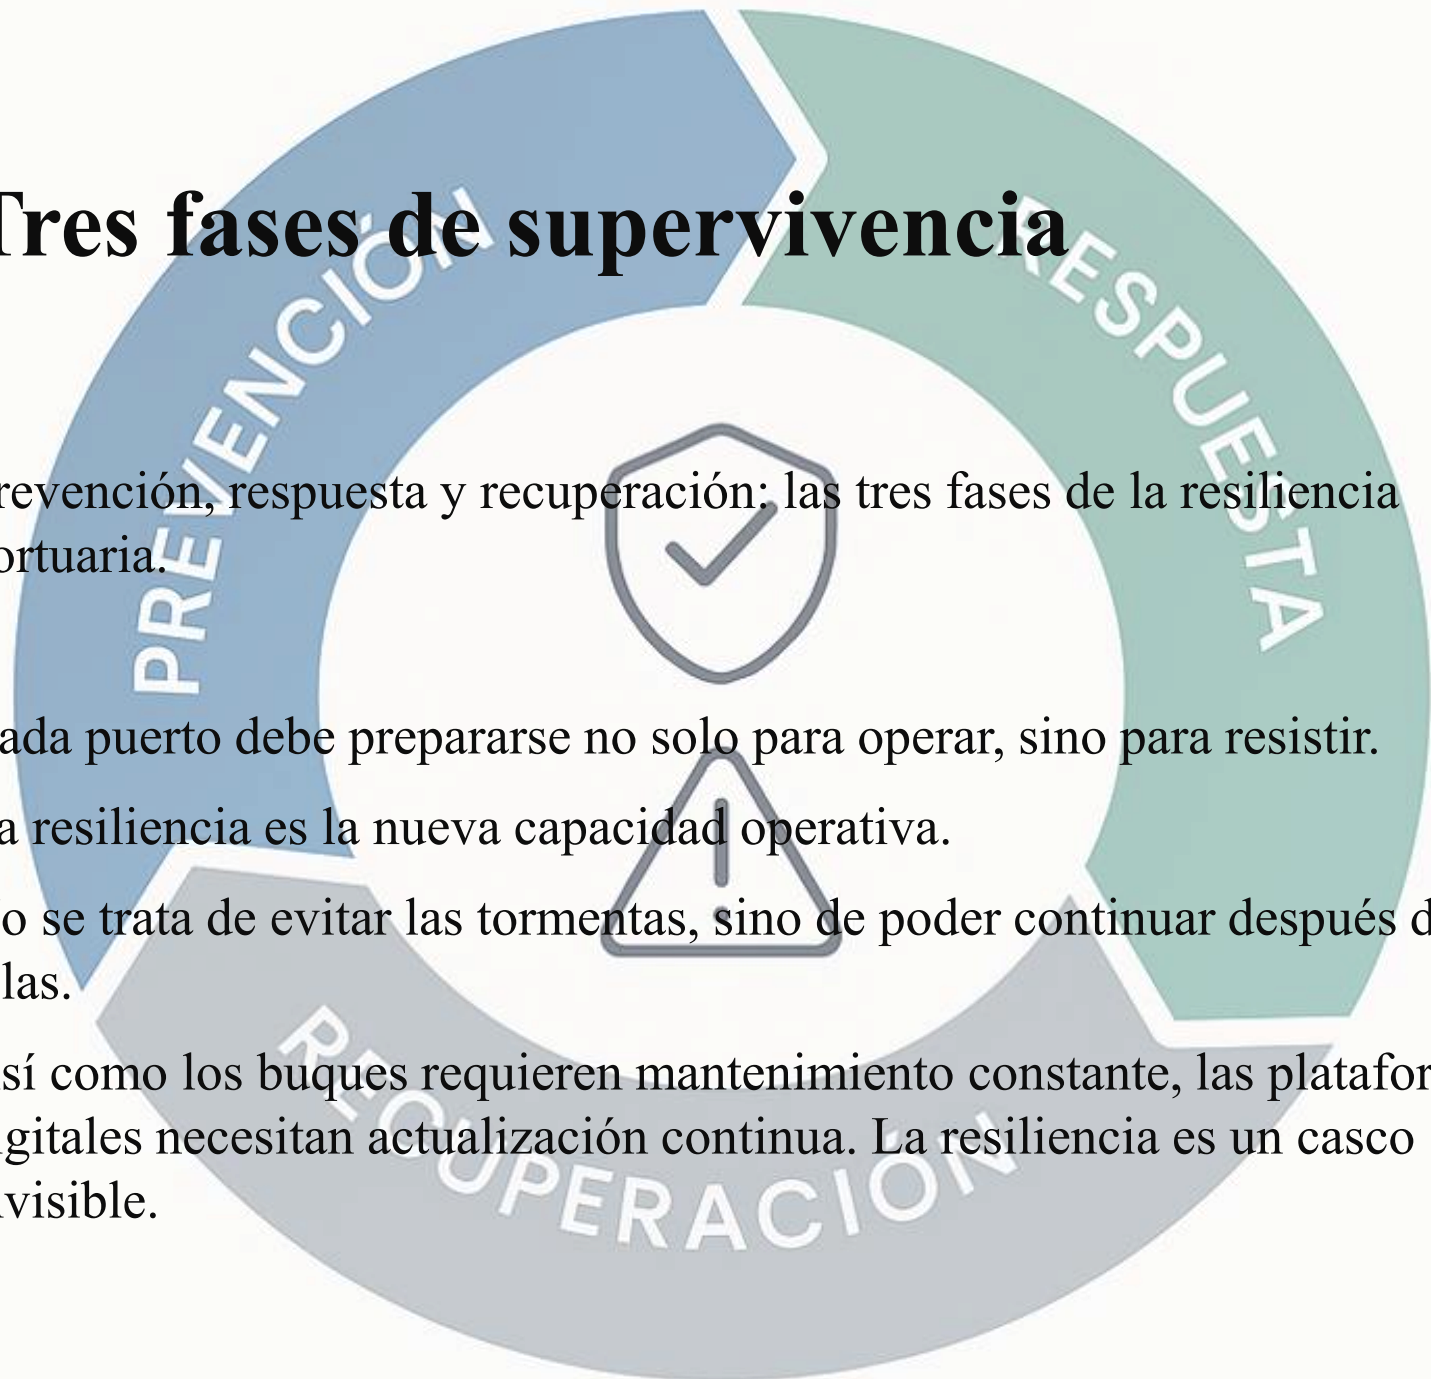 Tres fases de supervivencia
PREVENCIÓN
RESPUESTA
revención, respuesta y recuperación: las tres fases de la resiliencia
ortuaria.
ada puerto debe prepararse no solo para operar, sino para resistir.
a resiliencia es la nueva capacidad operativa.
o se trata de evitar las tormentas, sino de poder continuar después d
las.
sí como los buques requieren mantenimiento constante, las platafor
gitales necesitan actualización continua. La resiliencia es un casco
visible.
RECUPERACIÓN